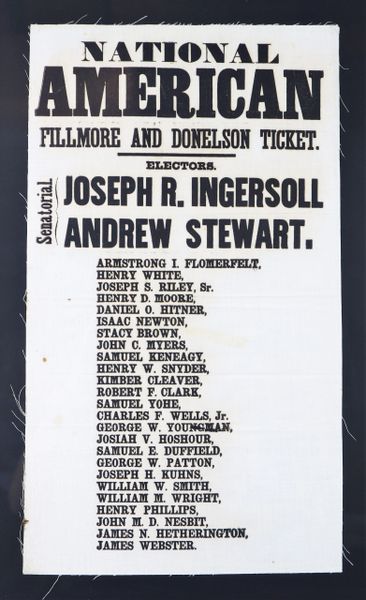 NATIONAL
AMERICAN
FILLMORE AND DONELSON TICKET.
ELECTORS.
Senatorial.
JOSEPH R. INGERSOLL
ANDREW STEWART.
ARMSTRONG I. FLOMERFELT,
HENRY WHITE,
JOSEPH S. RILEY, Sr.
HENRY D. MOORE,
DANIEL O. HITNER,
ISAAC NEWTON,
STACY BROWN,
JOHN C. MYERS,
SAMUEL KENEAGY,
HENRY W. SNYDER,
KIMBER CLEAVER,
ROBERT F. CLARK,
SAMUEL YOHE,
CHARLES F. WELLS, Jr.
GEORGE W. YOUNGMAN,
JOSIAH V. HOSHOUR,
SAMUEL E. DUFFIELD,
GEORGE W. PATTON,
JOSEPH H. KUHNS,
WILLIAM W. SMITH,
WILLIAM M. WRIGHT,
HENRY PHILLIPS,
JOHN M. D. NESBIT,
JAMES N. HETHERINGTON,
JAMES WEBSTER.